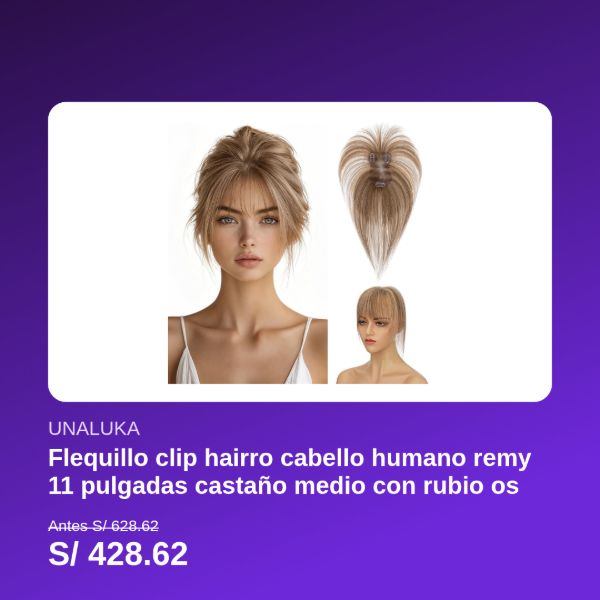 UNALUKA
Flequillo clip hairro cabello humano remy
11 pulgadas castaño medio con rubio os
Antes S/ 628.62
S/ 428.62